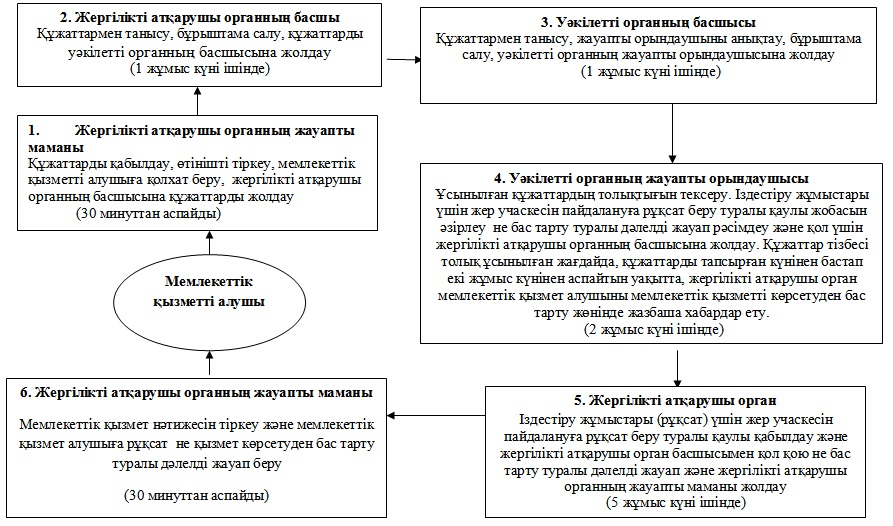 2. Жергілікті атқарушы органның басшы
Құжаттармен танысу, бұрыштама салу, құжаттарды
уәкілетті органның басшысына жолдау
(1 жұмыс күні ішінде)
3. Уәкілетті органның басшысы
Құжаттармен танысу, жауапты орындаушыны анықтау, бұрыштама
салу, уәкілетті органның жауапты орындаушысына жолдау
(1 жұмыс күні ішінде)
1. Жергілікті атқарушы органның жауапты
маманы
Құжаттарды қабылдау, өтінішті тіркеу, мемлекеттік
қызметті алушыға қолхат беру, жергілікті атқарушы
органның басшысына құжаттарды жолдау
(30 минуттан аспайды)
4. Уәкілетті органның жауапты орындаушысы
Ұсынылған құжаттардың толықтығын тексеру. Іздестіру жұмыстары
үшін жер учаскесін пайдалануға рұқсат беру туралы қаулы жобасын
әзірлеу не бас тарту туралы дәлелді жауап рәсімдеу және қол үшін
жергілікті атқарушы органның басшысына жолдау. Құжаттар тізбесі
толық ұсынылған жағдайда, құжаттарды тапсырған күнінен бастап
екі жұмыс күнінен аспайтын уақытта, жергілікті атқарушы орган
мемлекеттік қызмет алушыны мемлекеттік қызметті көрсетуден бас
тарту жөнінде жазбаша хабардар ету.
(2 жұмыс күні ішінде)
Мемлекеттік
қызметті алушы
6. Жергілікті атқарушы органның жауапты маманы
Мемлекеттік қызмет нәтижесін тіркеу және мемлекеттік
қызмет алушыға рұқсат не қызмет көрсетуден бас тарту
туралы дәлелді жауап беру
(30 минуттан аспайды)
5. Жергілікті атқарушы орган
Іздестіру жұмыстары (рұқсат) үшін жер учаскесін
пайдалануға рұқсат беру туралы қаулы қабылдау және
жергілікті атқарушы орган басшысымен қол қою не бас
тарту туралы дәлелді жауап және жергілікті атқарушы
органның жауапты маманы жолдау
(5 жұмыс күні ішінде)